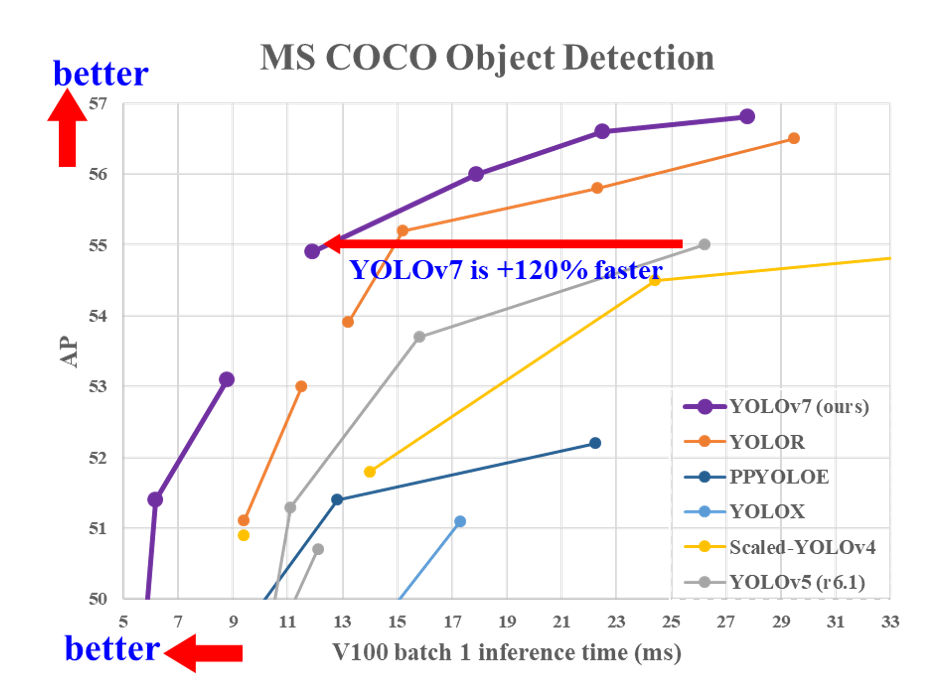 MS COCO Object Detection
better
57
56
55
54
53
52
51
50
AP
YOLOv7 is +120% faster
YOLOv7 (ours)
YOLOR
PPYOLOE
YOLOX
Scaled-YOLOv4
YOLOv5 (r6.1)
5 7 9 11 13 15 17 19 21 23 25 27 29 31 33
better
V100 batch 1 inference time (ms)